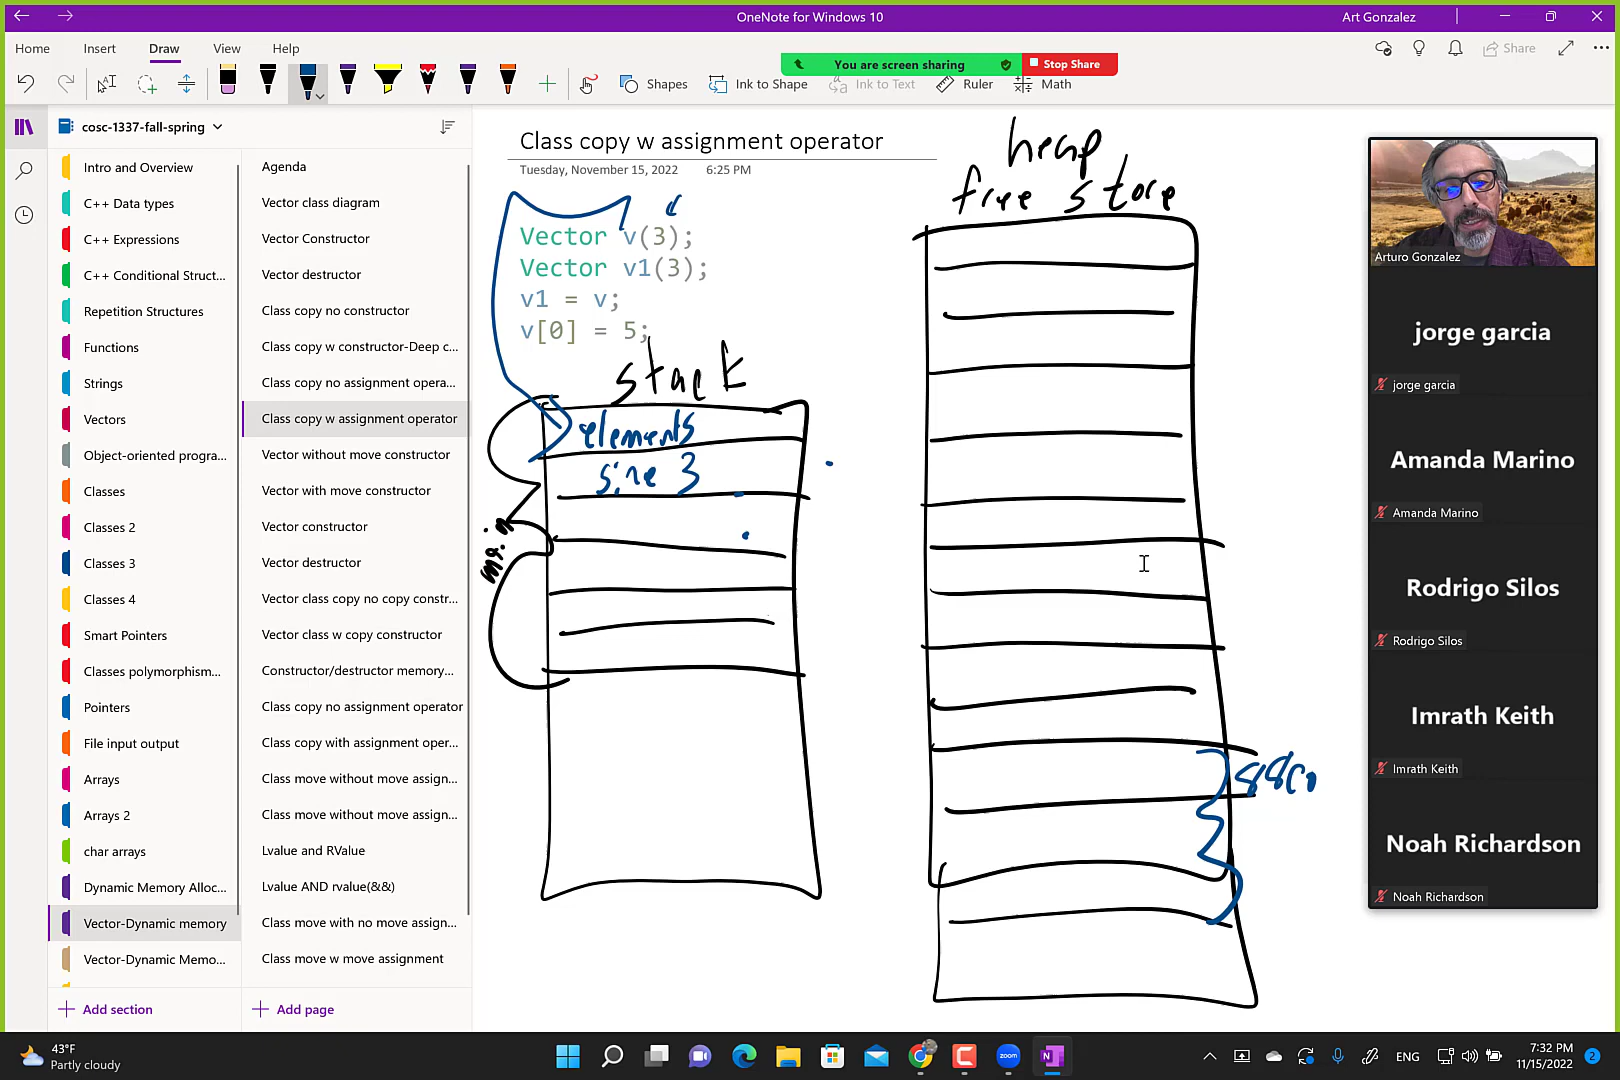 OneNote for Windows 10
Art Gonzalez
Home Insert Draw View Help
Share
You are screen sharing
Stop Share
Shapes
Ink to Shape
Ink to Text
Ruler
Math
cosc-1337-fall-spring
Intro and Overview
C++ Data types
C++ Expressions
C++ Conditional Struct...
Repetition Structures
Functions
Strings
Vectors
Object-oriented progra...
Classes
Classes 2
Classes 3
Classes 4
Smart Pointers
Classes polymorphism...
Pointers
File input output
Arrays
Arrays 2
char arrays
Dynamic Memory Alloc...
Vector-Dynamic memory
Vector-Dynamic Memo...
Add section
Agenda
Vector class diagram
Vector Constructor
Vector destructor
Class copy no constructor
Class copy w constructor-Deep c...
Class copy no assignment opera...
Class copy w assignment operator
Vector without move constructor
Vector with move constructor
Vector constructor
Vector destructor
Vector class copy no copy constr...
Vector class w copy constructor
Constructor/destructor memory...
Class copy no assignment operator
Class copy with assignment oper...
Class move without move assign...
Class move without move assign...
Lvalue and RValue
Lvalue AND rvalue(&&)
Class move with no move assign...
Class move w move assignment
Add page
Class copy w assignment operator
Tuesday, November 15, 2022 6:25 PM
Vector v(3);
Vector v1(3);
v1 = v;
v[0] = 5;
stack
elements
size 3
main
heap
free store
Arturo Gonzalez
jorge garcia
jorge garcia
Amanda Marino
Amanda Marino
Rodrigo Silos
Rodrigo Silos
Imrath Keith
Imrath Keith
Noah Richardson
Noah Richardson
43°F
Partly cloudy
zoom
N
ENG
7:32 PM
11/15/2022
2